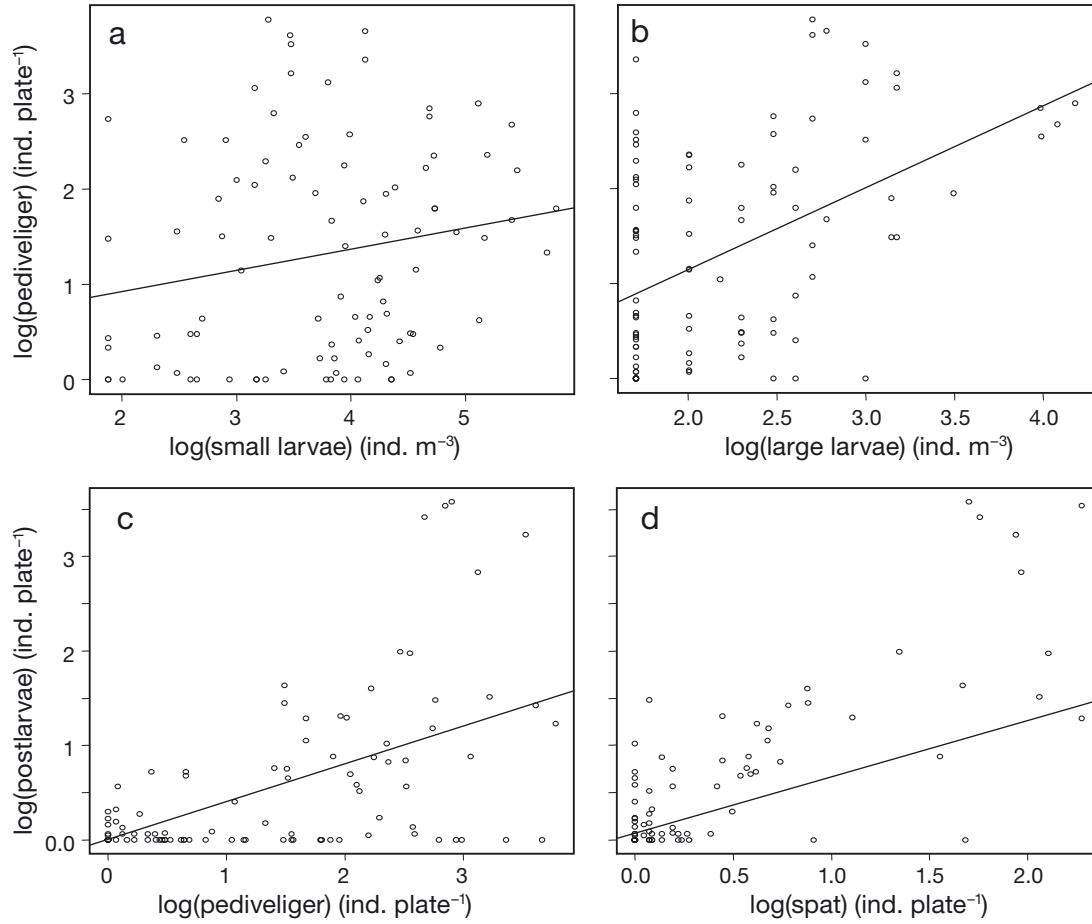 a
b
log(pediveliger) (ind. plate⁻¹)
3
2
1
0
2 3 4 5
2.0 2.5 3.0 3.5 4.0
log(small larvae) (ind. m⁻³)
log(large larvae) (ind. m⁻³)
c
d
log(postlarvae) (ind. plate⁻¹)
3
2
1
0.0
0 1 2 3
0.0 0.5 1.0 1.5 2.0
log(pediveliger) (ind. plate⁻¹)
log(spat) (ind. plate⁻¹)